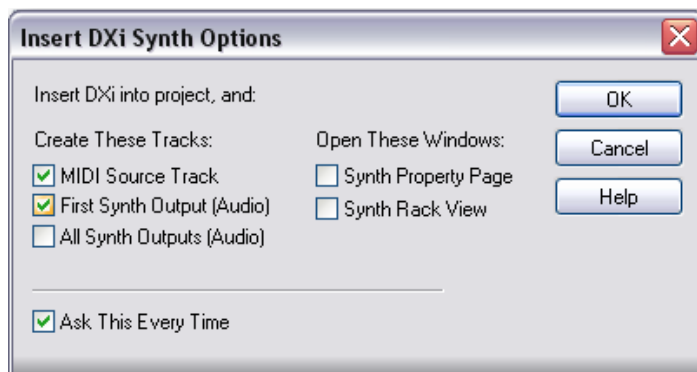 Insert DXi Synth Options
Insert DXi into project, and:
Create These Tracks:
MIDI Source Track
First Synth Output (Audio)
All Synth Outputs (Audio)
Open These Windows:
Synth Property Page
Synth Rack View
Ask This Every Time
OK
Cancel
Help